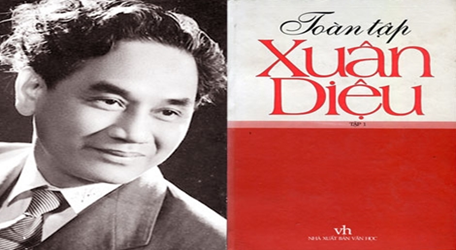 Toàn tập
Xuân
Diệu
TẬP I
vh
NHÀ XUẤT BẢN VĂN HỌC